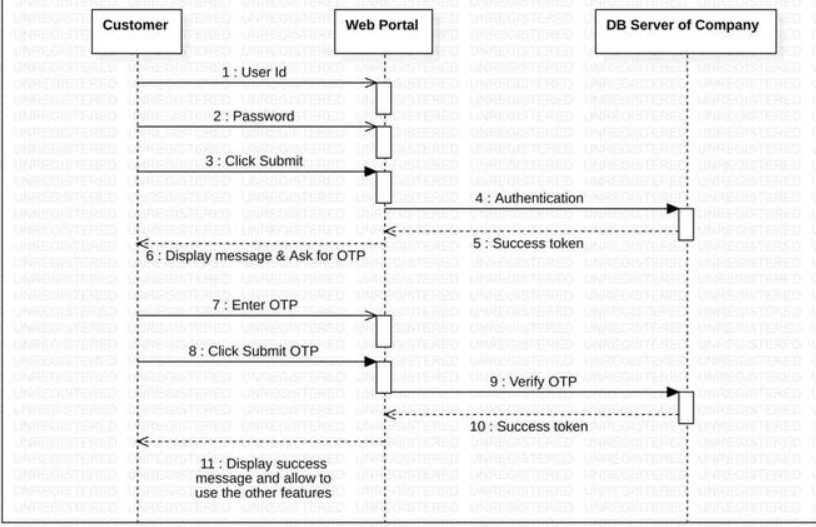 Customer
Web Portal
DB Server of Company
1 : User Id
2 : Password
3 : Click Submit
4 : Authentication
5 : Success token
6 : Display message & Ask for OTP
7 : Enter OTP
8 : Click Submit OTP
9 : Verify OTP
10 : Success token
11 : Display success
message and allow to
use the other features
UNREGISTERED